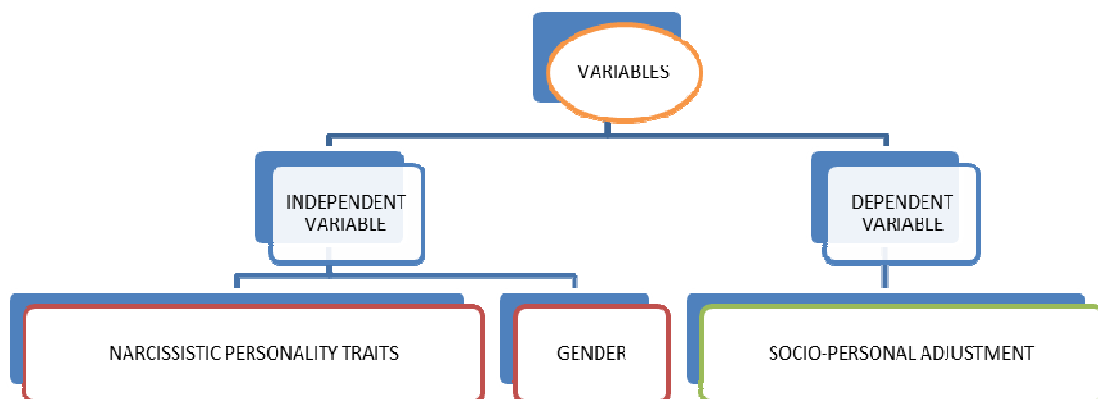 VARIABLES
INDEPENDENT
VARIABLE
DEPENDENT
VARIABLE
NARCISSISTIC PERSONALITY TRAITS
GENDER
SOCIO-PERSONAL ADJUSTMENT